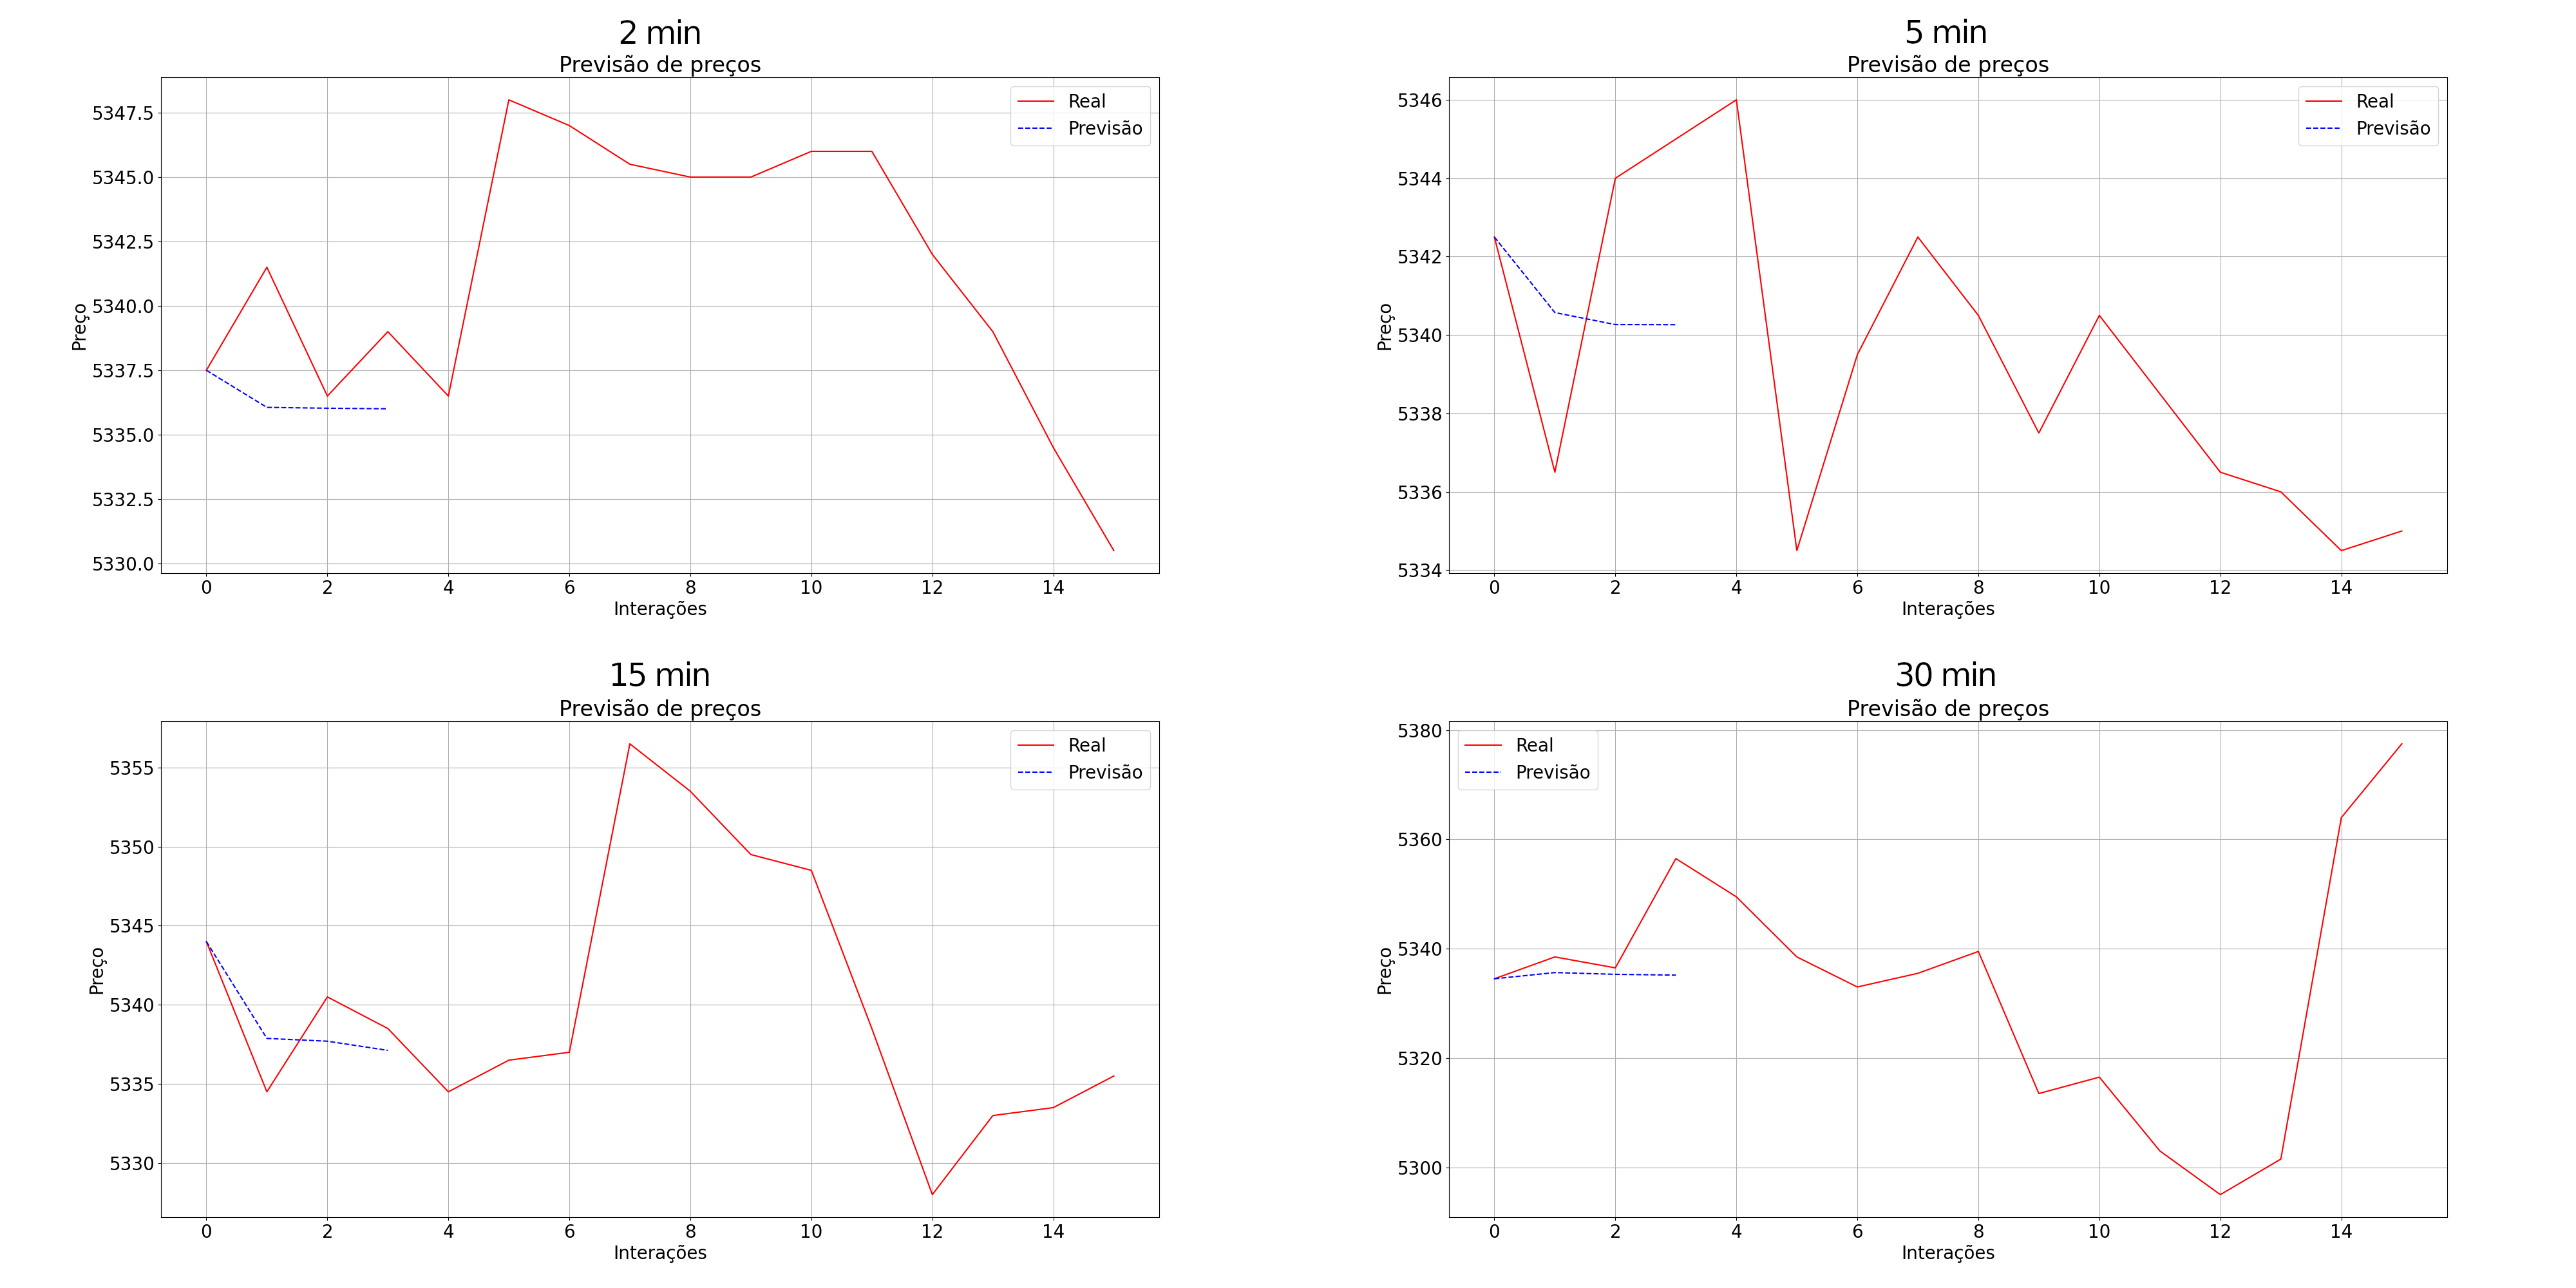 2 min
Previsão de preços
Real
Previsão
Preço
5347.5
5345.0
5342.5
5340.0
5337.5
5335.0
5332.5
5330.0
0 2 4 6 8 10 12 14
Interações
5 min
Previsão de preços
Real
Previsão
Preço
5346
5344
5342
5340
5338
5336
5334
0 2 4 6 8 10 12 14
Interações
15 min
Previsão de preços
Real
Previsão
Preço
5355
5350
5345
5340
5335
5330
0 2 4 6 8 10 12 14
Interações
30 min
Previsão de preços
Real
Previsão
Preço
5380
5360
5340
5320
5300
0 2 4 6 8 10 12 14
Interações